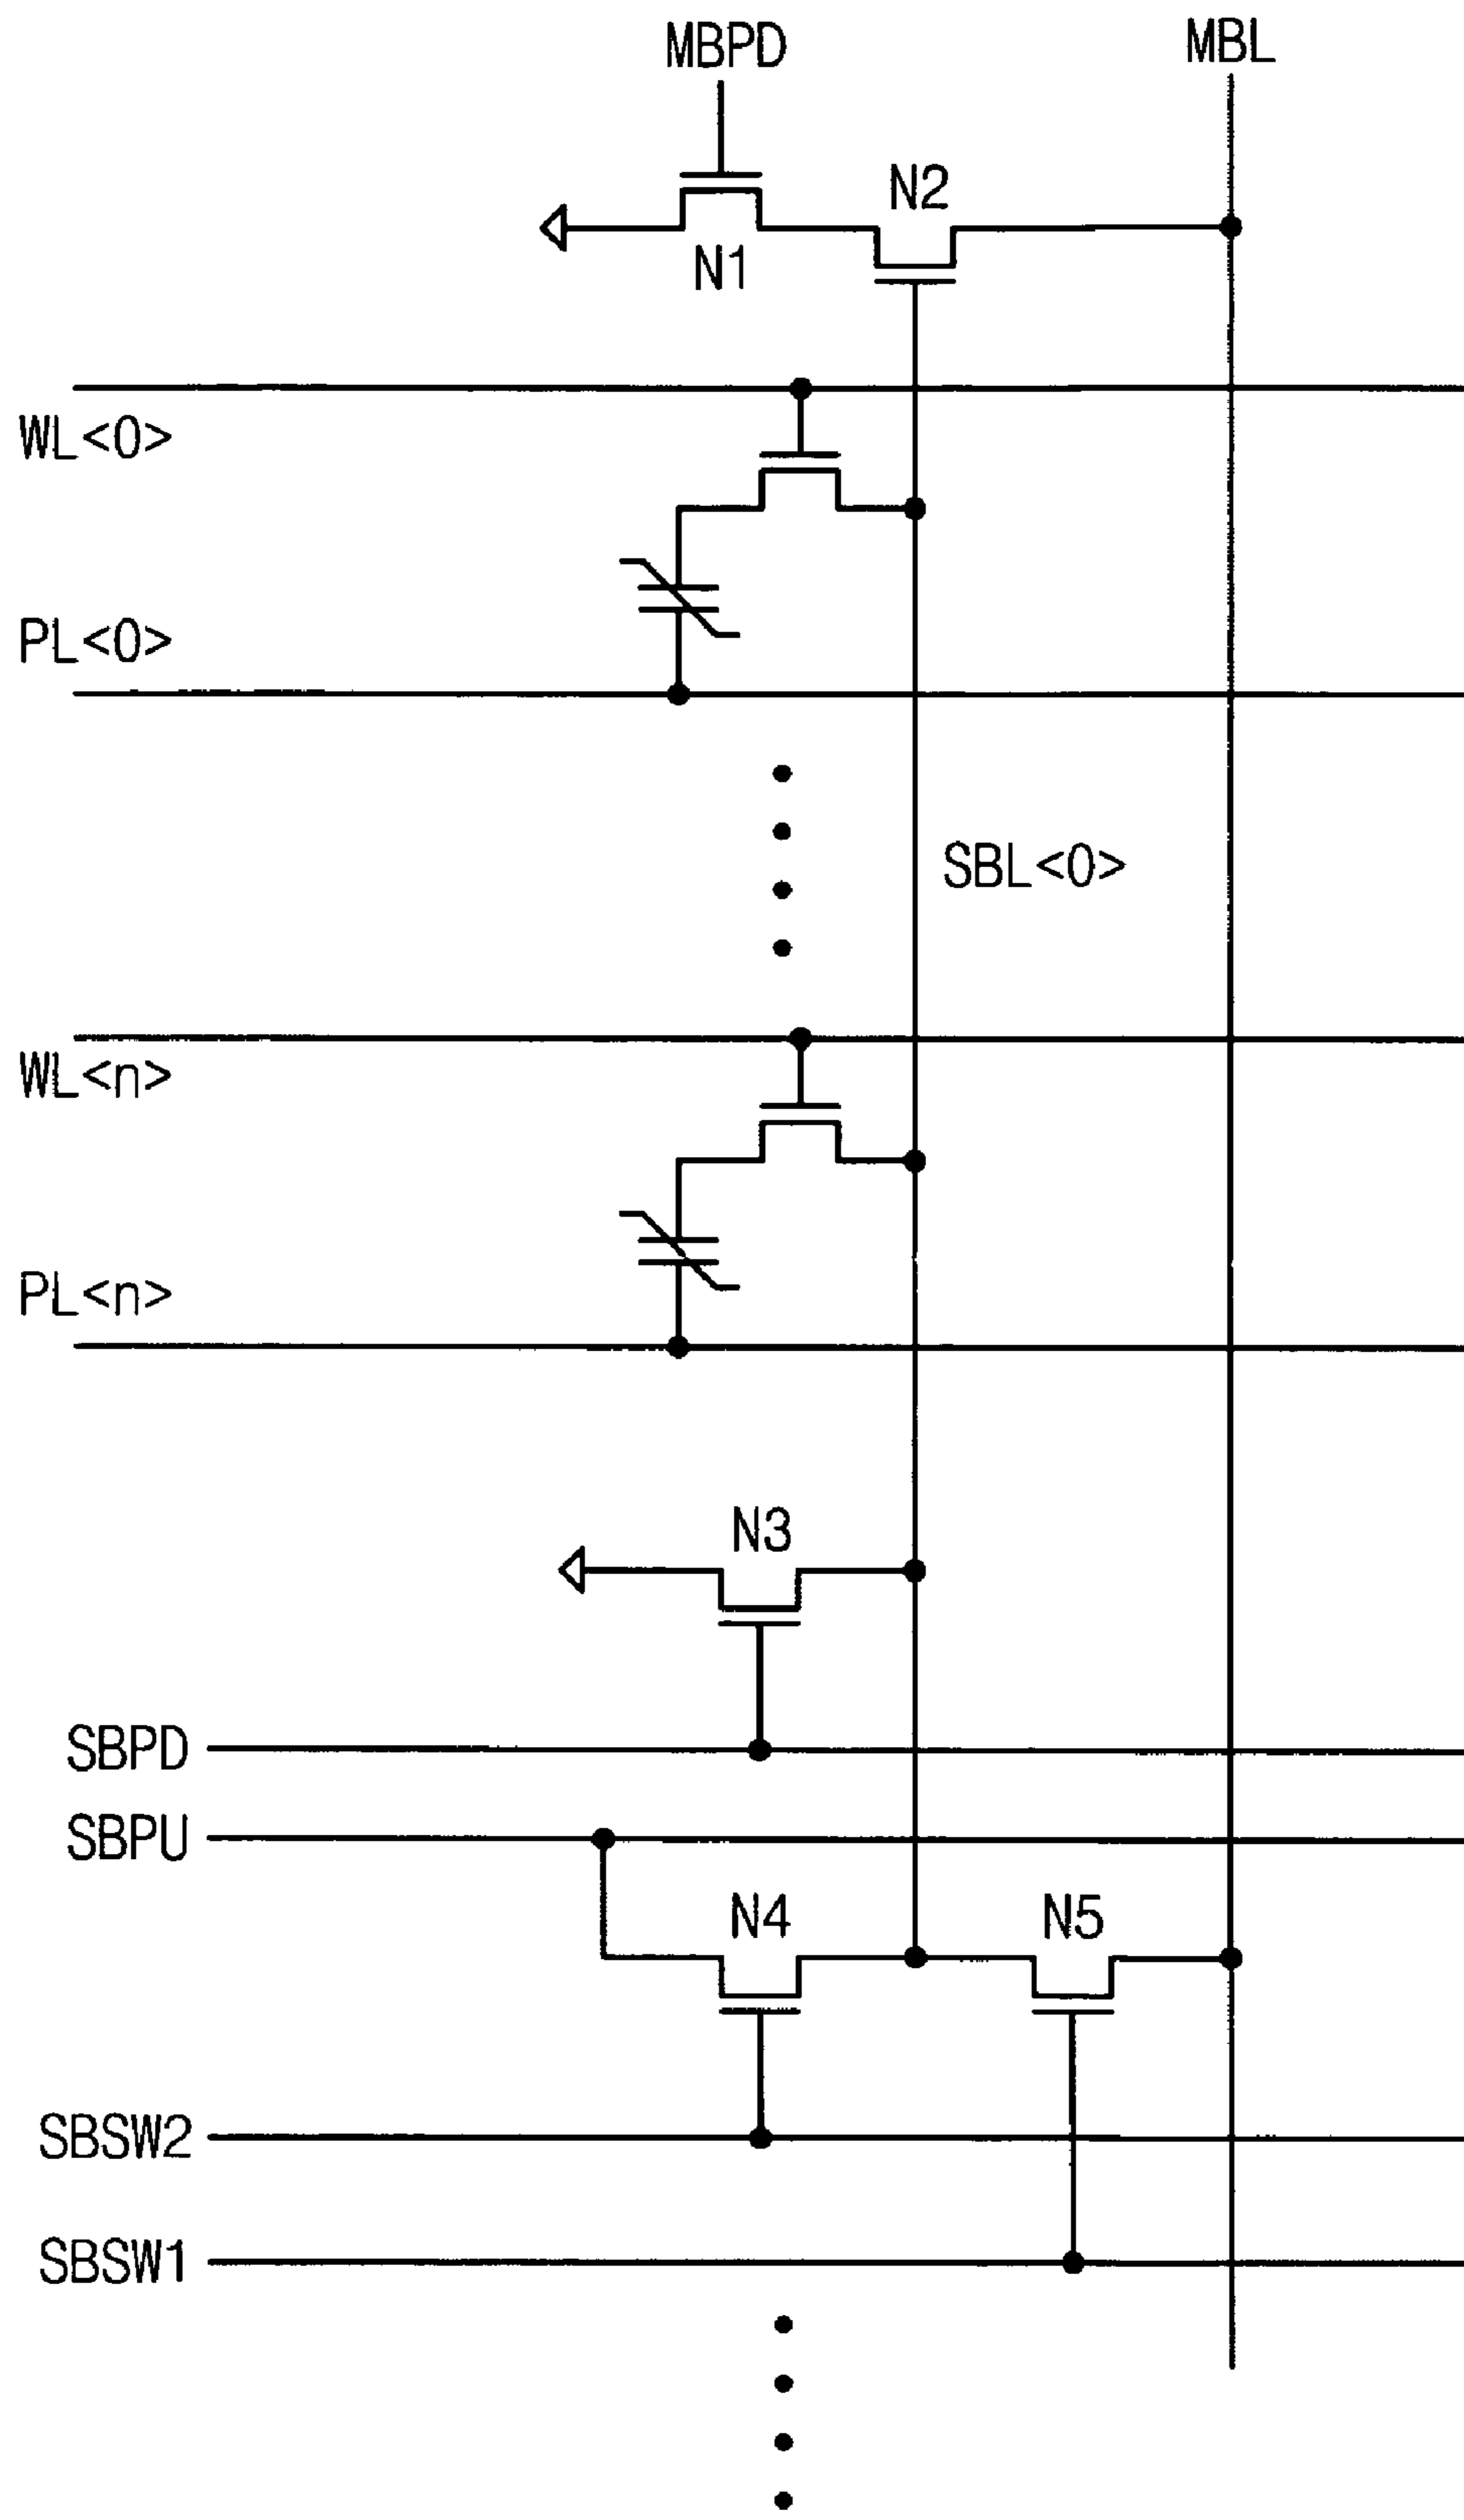 MBPD
MBL
N2
N1
WL<0>
PL<0>
SBL<0>
WL<n>
PL<n>
N3
SBPD
SBPU
N4
N5
SBSW2
SBSW1